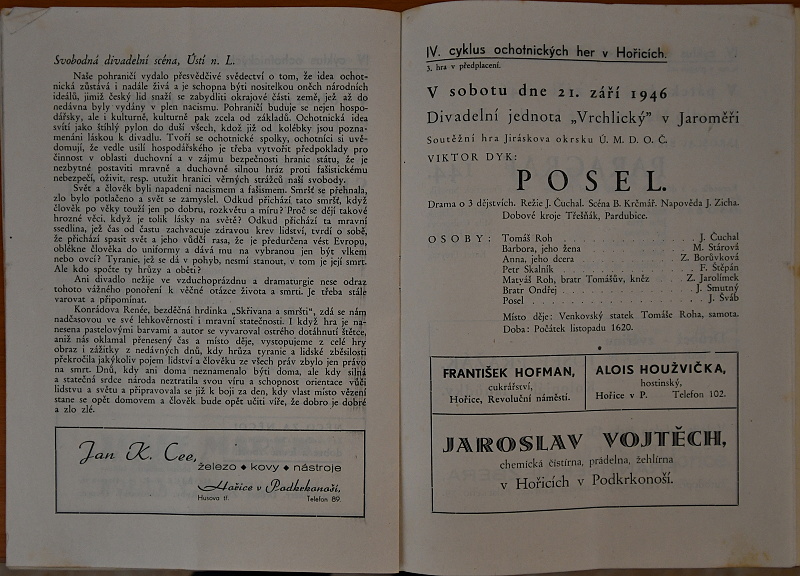 Svobodná divadelní scéna, Ústí n. L.
Naše pohraničí vydalo přesvědčivé svědectví o tom, že idea ochot-
nická zůstává i nadále živá a je schopna býti nositelkou oněch národních
ideálů, jimiž český lid snaží se zabydliti okrajové části země, jež až do
nedávna byly vydány v plen nacismu. Pohraničí buduje se nejen hospo-
dářsky, ale i kulturně, kulturně pak zcela od základů. Ochotnická idea
svítí jako štíhlý pylon do duší všech, kdož již od kolébky jsou pozna-
menáni láskou k divadlu. Tvoří se ochotnické spolky, ochotníci si uvě-
domují, že vedle usilí hospodářského je třeba vytvořit předpoklady pro
činnost v oblasti duchovní a v zájmu bezpečnosti hranic státu, že je
nezbytné postaviti mravně a duchovně silnou hráz proti fašistickému
nebezpečí, oživit, resp. utužit hranici věrných strážců naší svobody.
Svět a člověk byli napadeni nacismem a fašismem. Smršť se přehnala,
zlo bylo potlačeno a svět se zamyslel. Odkud přichází tato smršť, když
člověk po věky touží jen po dobru, rozkvětu a míru? Proč se dějí takové
hrozné věci, když je tolik lásky na světě? Odkud přichází ta mravní
ssedlina, jež čas od času zachvacuje zdravou krev lidství, tvrdí o sobě,
že přichází spasit svět a jeho vůdčí rasa, že je předurčena vést Evropu,
oblékne člověka do uniformy a dává mu na vybranou jen být vlkem
nebo ovcí? Tyranie, jež se dá v pohyb, nesmí stanout, v tom je její smrt.
Ale kdo spočte ty hrůzy a oběti?
Ani divadlo nežije ve vzduchoprázdnu a dramaturgie nese odraz
tohoto vážného ponoření k věčné otázce života a smrti. Je třeba stále
varovat a připomínat.
Konrádova Renée, bezděčná hrdinka „Skřivana a smršti", zdá se nám
nadčasovou ve své lehkověrnosti i mravní statečnosti. I když hra je na-
nesena pastelovými barvami a autor se vyvaroval ostrého dotáhnutí štětce,
aniž nás oklamal přenesený čas a místo děje, vystopujeme z celé hry
obraz i zážitky z nedávných dnů, kdy hrůza tyranie a lidské zběsilosti
překročila jakýkoliv pojem lidství a člověku ze všech práv zbylo jen právo
na smrt. Dnů, kdy ani doma neznamenalo býti doma, ale kdy silná
a statečná srdce národa neztratila svou víru a schopnost orientace vůči
lidstvu a světu a připravovala se již k boji za den, kdy vlast místo vězení
stane se opět domovem a člověk bude opět učiti víře, že dobro je dobré
a zlo zlé.
Jan K. Cee,
železo ◆ kovy ◆ nástroje
Hořice v Podkrkonoší,
Husova tř. Telefon 89.
IV. cyklus ochotnických her v Hořicích.
3. hra v předplacení.
V sobotu dne 21. září 1946
Divadelní jednota „Vrchlický" v Jaroměři
Soutěžní hra Jiráskova okrsku Ú. M. D. O. Č.
VIKTOR DYK:
POSEL.
Drama o 3 dějstvích. Režie J. Čuchal. Scéna B. Krčmář. Napověda J. Zicha.
Dobové kroje Třešňák, Pardubice.
OSOBY: Tomáš Roh . . . . . . . . . . J. Čuchal
Barbora, jeho žena . . . . . . . . M. Stárová
Anna, jeho dcera . . . . . . . . Z. Borůvková
Petr Skalník . . . . . . . . . . F. Štěpán
Matváš Roh, bratr Tomášův, kněz . . Z. Jarolímek
Bratr Ondřej . . . . . . . . . . J. Smutný
Posel . . . . . . . . . . . . J. Šváb
Místo děje: Venkovský statek Tomáše Roha, samota.
Doba: Počátek listopadu 1620.
FRANTIŠEK HOFMAN,
cukrářství,
Hořice, Revoluční náměstí.
ALOIS HOUŽVIČKA,
hostinský,
Hořice v P. Telefon 102.
JAROSLAV VOJTĚCH,
chemická čistírna, prádelna, žehlírna
v Hořicích v Podkrkonoší.